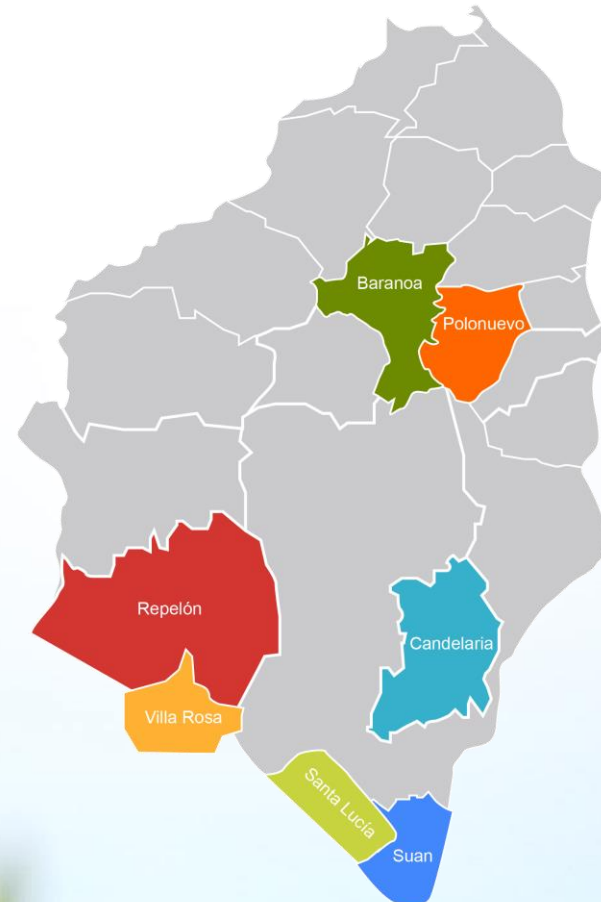 Baranoa
Polonuevo
Repelón
Candelaria
Villa Rosa
Santa Lucía
Suan